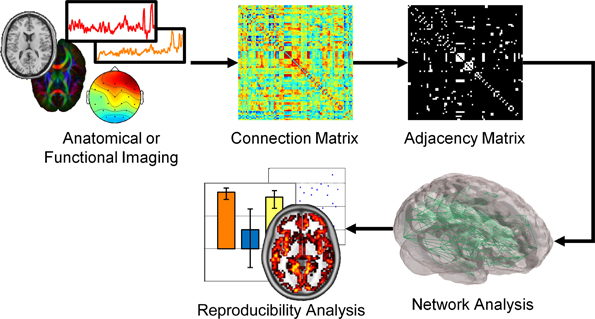 Anatomical or
Functional Imaging
Connection Matrix
Adjacency Matrix
Reproducibility Analysis
Network Analysis